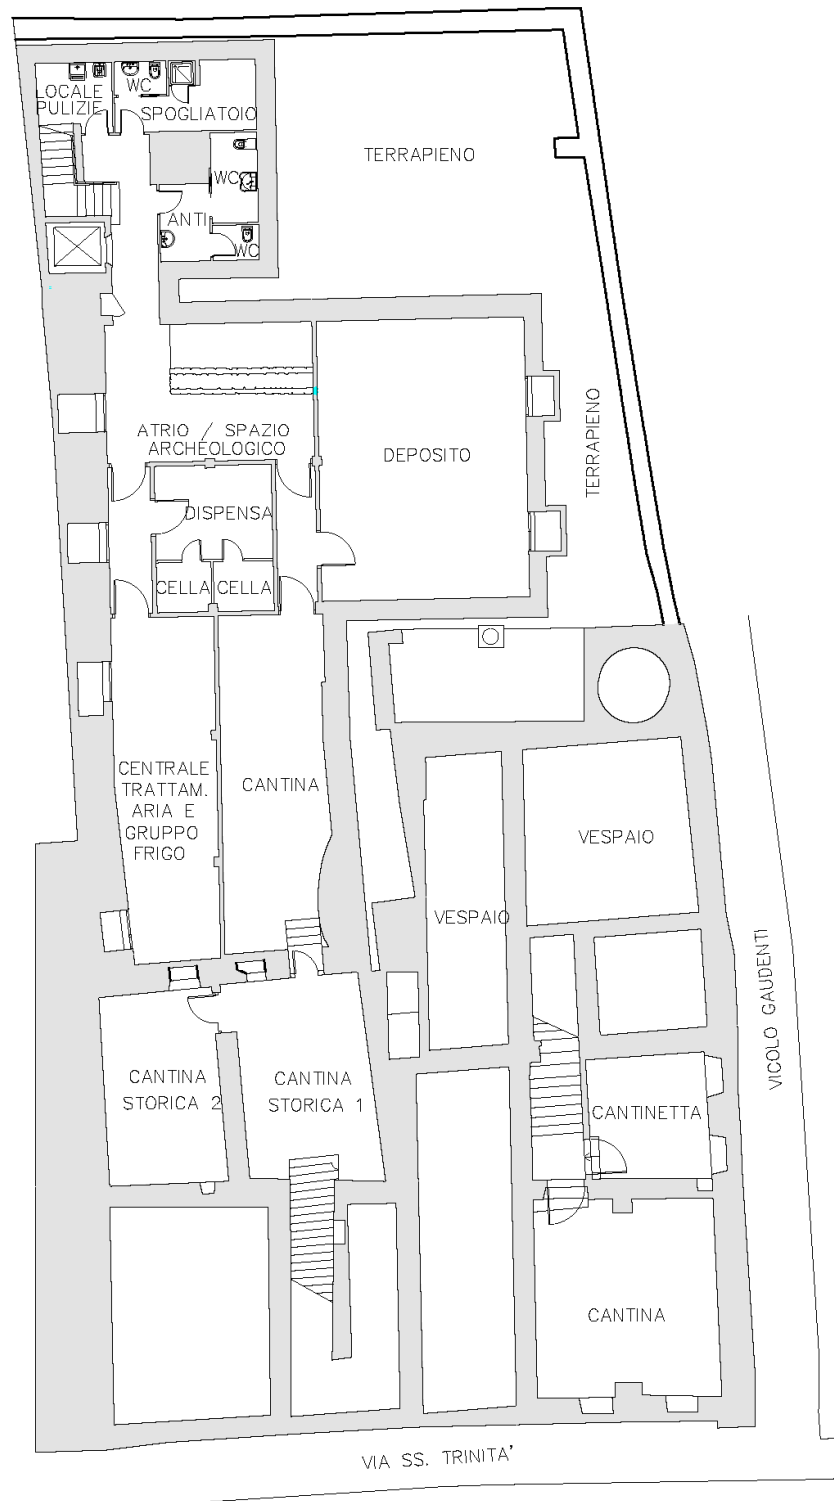 LOCALE
PULIZIE
WC
SPOGLIATOIO
TERRAPIENO
WC
ANTI
WC
TERRAPIENO
ATRIO / SPAZIO
ARCHEOLOGICO
DEPOSITO
DISPENSA
CELLA
CELLA
CENTRALE
TRATTAM.
ARIA E
GRUPPO
FRIGO
CANTINA
VESPAIO
VESPAIO
VICOLO GAUDENTI
CANTINA
STORICA 2
CANTINA
STORICA 1
CANTINETTA
CANTINA
VIA SS. TRINITA'